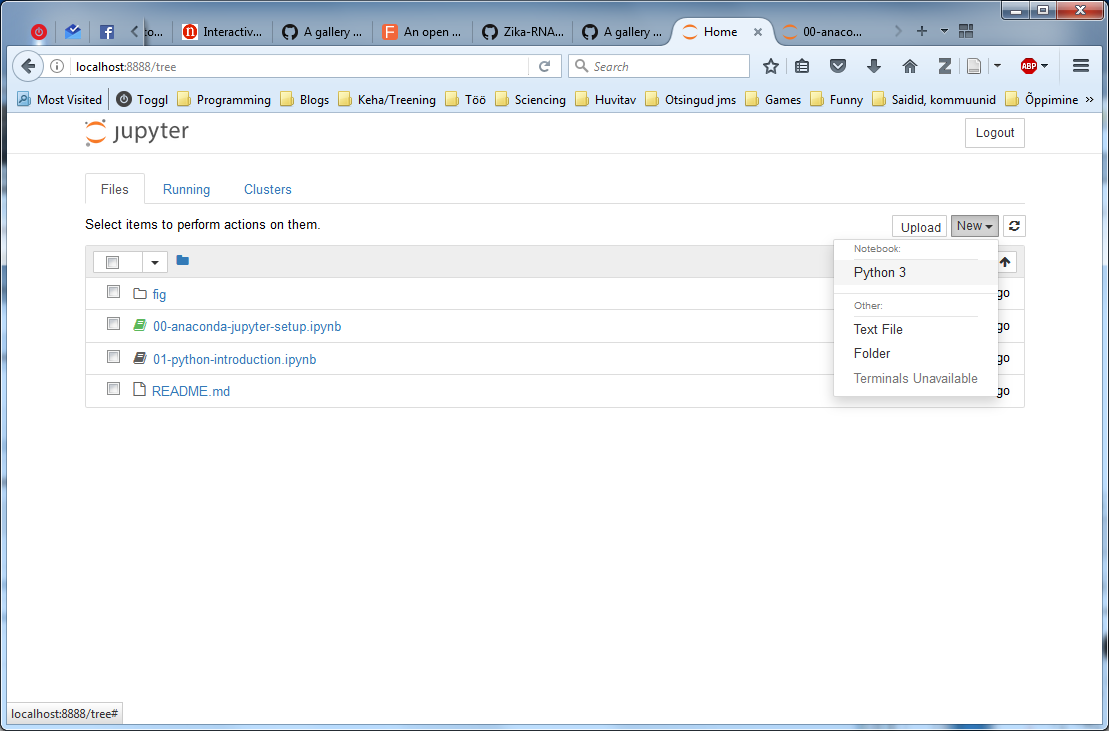 to... Interactiv... A gallery ... An open ... Zika-RNA... A gallery ... Home 00-anaco...
localhost:8888/tree Search ABP
Most Visited Toggl Programming Blogs Keha/Treening Töö Sciencing Huvitav Otsingud jms Games Funny Saidid, kommuunid Õppimine »
jupyter Logout
Files Running Clusters
Select items to perform actions on them. Upload New
Notebook:
Python 3
fig go
Other:
00-anaconda-jupyter-setup.ipynb Text File go
Folder
01-python-introduction.ipynb go
Terminals Unavailable
README.md go
localhost:8888/tree#